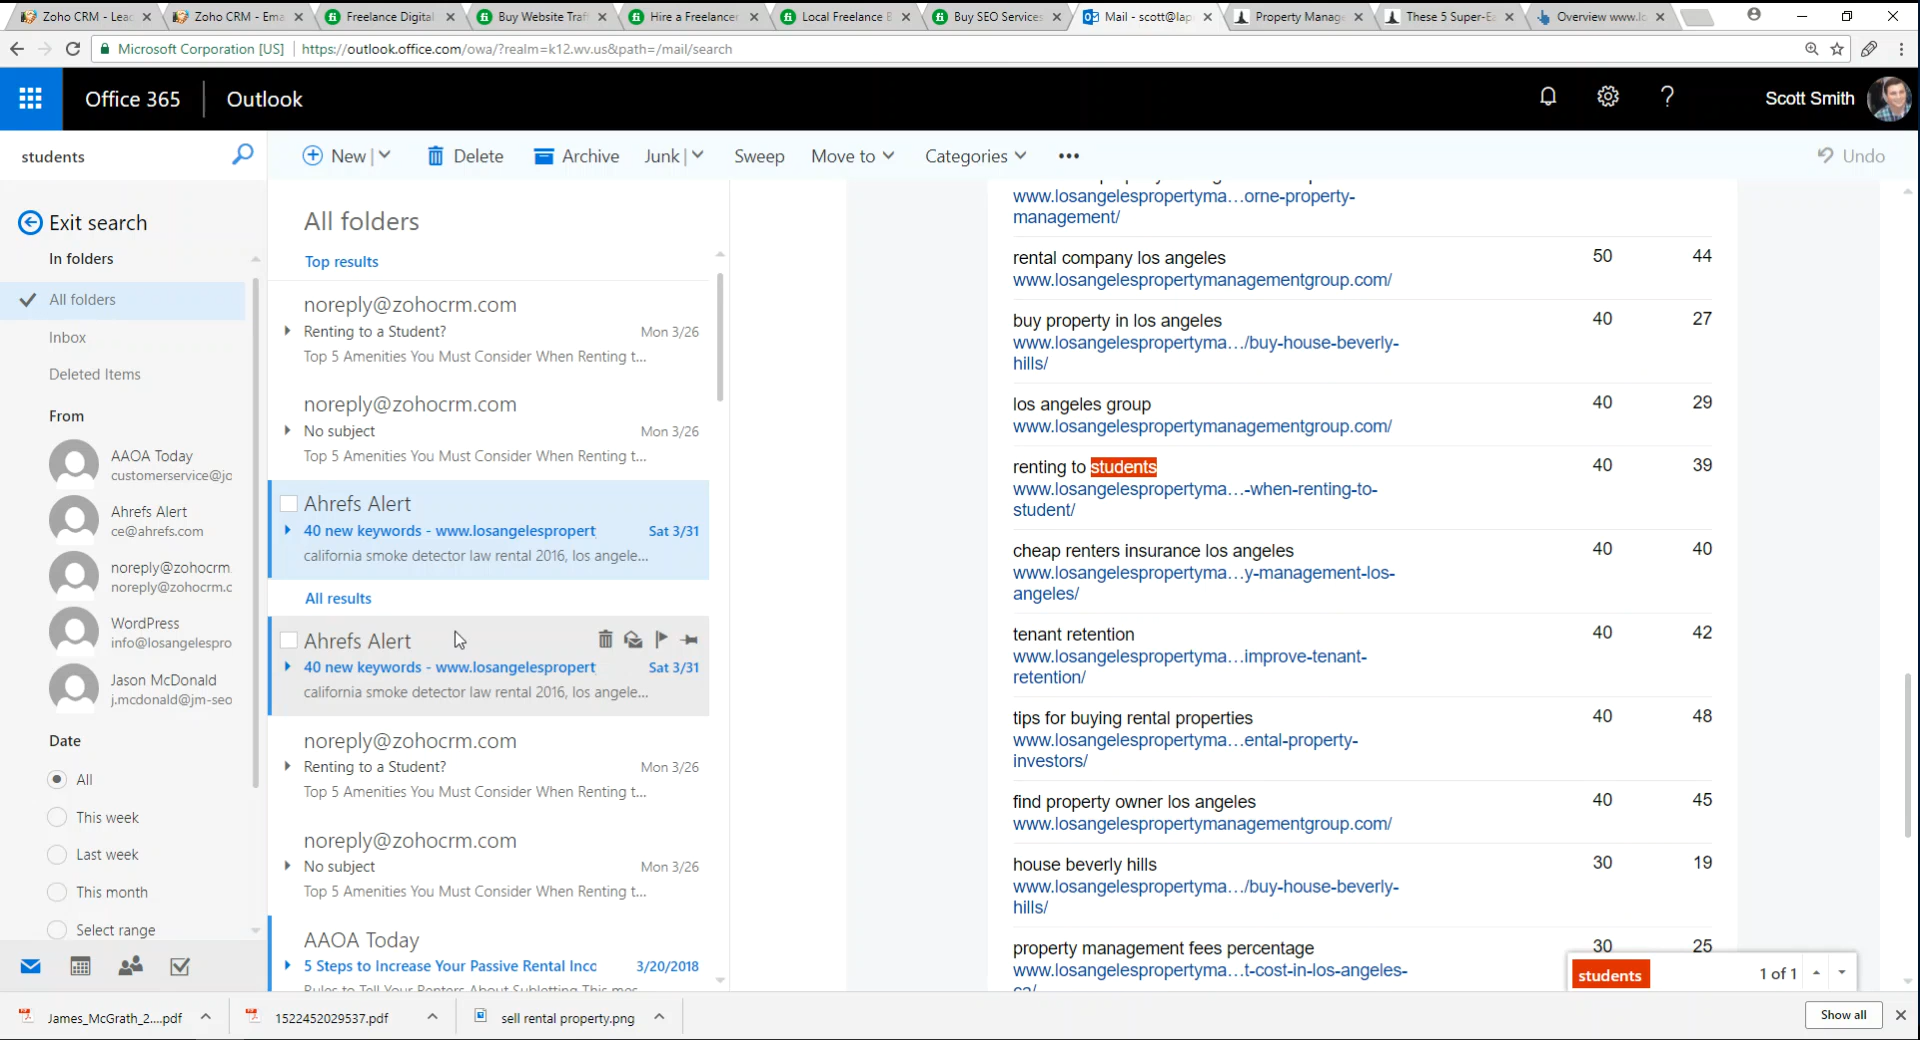 Zoho CRM - Leac
Zoho CRM - Ema
Freelance Digital
Buy Website Traf
Hire a Freelancer
Local Freelance
Buy SEO Services
Mail - scott@lap
Property Manage
These 5 Super-Ea
Overview www.lo
Microsoft Corporation [US] | https://outlook.office.com/owa/?realm=k12.wv.us&path=/mail/search
Office 365
Outlook
?
Scott Smith
students
New
Delete
Archive
Junk
Sweep
Move to
Categories
Undo
Exit search
In folders
All folders
Inbox
Deleted Items
From
AAOA Today
customerservice@jc
Ahrefs Alert
ce@ahrefs.com
noreply@zohocrm
noreply@zohocrm.c
WordPress
info@losangelespro
Jason McDonald
j.mcdonald@jm-seo
Date
All
This week
Last week
This month
Select range
All folders
Top results
noreply@zohocrm.com
Renting to a Student? Mon 3/26
Top 5 Amenities You Must Consider When Renting t...
noreply@zohocrm.com
No subject Mon 3/26
Top 5 Amenities You Must Consider When Renting t...
Ahrefs Alert
40 new keywords - www.losangelespropert Sat 3/31
california smoke detector law rental 2016, los angele...
All results
Ahrefs Alert
40 new keywords - www.losangelespropert Sat 3/31
california smoke detector law rental 2016, los angele...
noreply@zohocrm.com
Renting to a Student? Mon 3/26
Top 5 Amenities You Must Consider When Renting t...
noreply@zohocrm.com
No subject Mon 3/26
Top 5 Amenities You Must Consider When Renting t...
AAOA Today
5 Steps to Increase Your Passive Rental Incc 3/20/2018
Rules to Tell Your Renters About Subletting This mes...
www.losangelespropertyma...orne-property-
management/
rental company los angeles 50 44
www.losangelespropertymanagementgroup.com/
buy property in los angeles 40 27
www.losangelespropertyma.../buy-house-beverly-
hills/
los angeles group 40 29
www.losangelespropertymanagementgroup.com/
renting to students 40 39
www.losangelespropertyma...-when-renting-to-
student/
cheap renters insurance los angeles 40 40
www.losangelespropertyma...y-management-los-
angeles/
tenant retention 40 42
www.losangelespropertyma...improve-tenant-
retention/
tips for buying rental properties 40 48
www.losangelespropertyma...ental-property-
investors/
find property owner los angeles 40 45
www.losangelespropertymanagementgroup.com/
house beverly hills 30 19
www.losangelespropertyma.../buy-house-beverly-
hills/
property management fees percentage 30 25
www.losangelespropertyma...t-cost-in-los-angeles-
ca/
students 1 of 1
James_McGrath_2....pdf
1522452029537.pdf
sell rental property.png
Show all